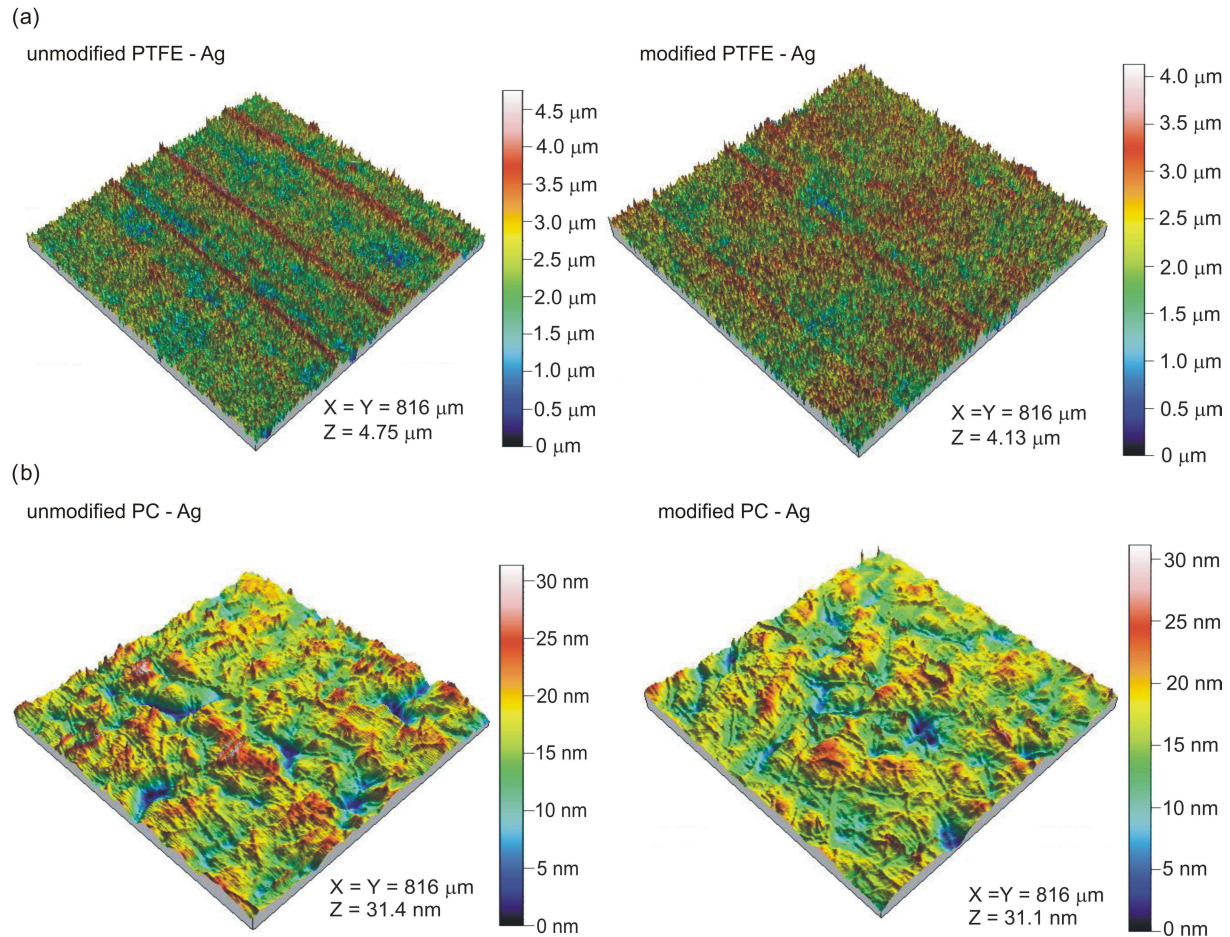 (a)
unmodified PTFE - Ag
modified PTFE - Ag
4.5 μm
4.0 μm
3.5 μm
3.0 μm
2.5 μm
2.0 μm
1.5 μm
1.0 μm
0.5 μm
0 μm
X = Y = 816 μm
Z = 4.75 μm
4.0 μm
3.5 μm
3.0 μm
2.5 μm
2.0 μm
1.5 μm
1.0 μm
0.5 μm
0 μm
X =Y = 816 μm
Z = 4.13 μm
(b)
unmodified PC - Ag
modified PC - Ag
30 nm
25 nm
20 nm
15 nm
10 nm
5 nm
0 nm
X = Y = 816 μm
Z = 31.4 nm
30 nm
25 nm
20 nm
15 nm
10 nm
5 nm
0 nm
X =Y = 816 μm
Z = 31.1 nm